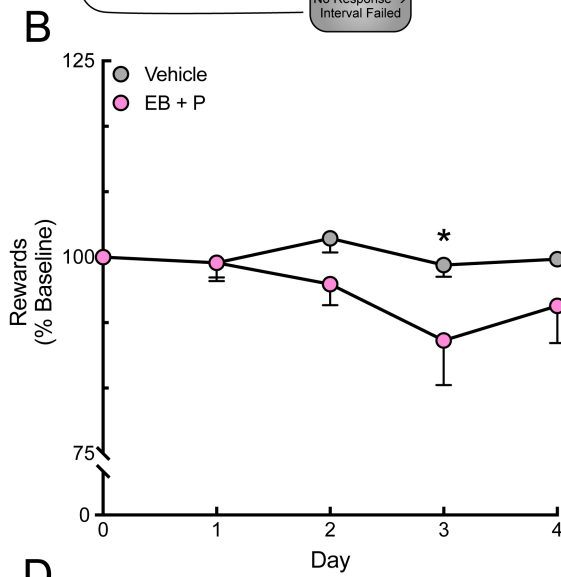 No Response →
Interval Failed
B
125
Vehicle
EB + P
*
100
Rewards
(% Baseline)
75
0
0 1 2 3 4
Day
D